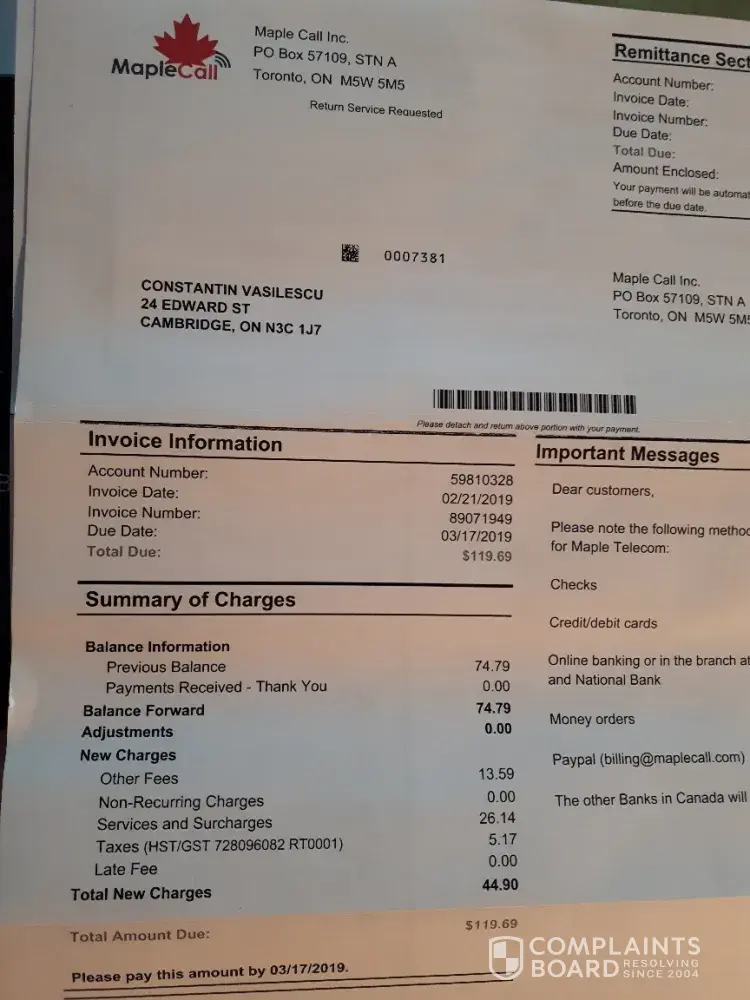 MapleCall
Maple Call Inc.
PO Box 57109, STN A
Toronto, ON M5W 5M5
Return Service Requested
Remittance Sect
Account Number:
Invoice Date:
Invoice Number:
Due Date:
Total Due:
Amount Enclosed:
Your payment will be automat
before the due date.
0007381
CONSTANTIN VASILESCU
24 EDWARD ST
CAMBRIDGE, ON N3C 1J7
Maple Call Inc.
PO Box 57109, STN A
Toronto, ON M5W 5M5
Please detach and return above portion with your payment.
Invoice Information
Account Number: 59810328
Invoice Date: 02/21/2019
Invoice Number: 89071949
Due Date: 03/17/2019
Total Due: $119.69
Summary of Charges
Balance Information
Previous Balance 74.79
Payments Received - Thank You 0.00
Balance Forward 74.79
Adjustments 0.00
New Charges
Other Fees 13.59
Non-Recurring Charges 0.00
Services and Surcharges 26.14
Taxes (HST/GST 728096082 RT0001) 5.17
Late Fee 0.00
Total New Charges 44.90
Total Amount Due: $119.69
Please pay this amount by 03/17/2019.
Important Messages
Dear customers,
Please note the following metho
for Maple Telecom:
Checks
Credit/debit cards
Online banking or in the branch at
and National Bank
Money orders
Paypal (billing@maplecall.com)
The other Banks in Canada will
COMPLAINTS
BOARD RESOLVING
SINCE 2004